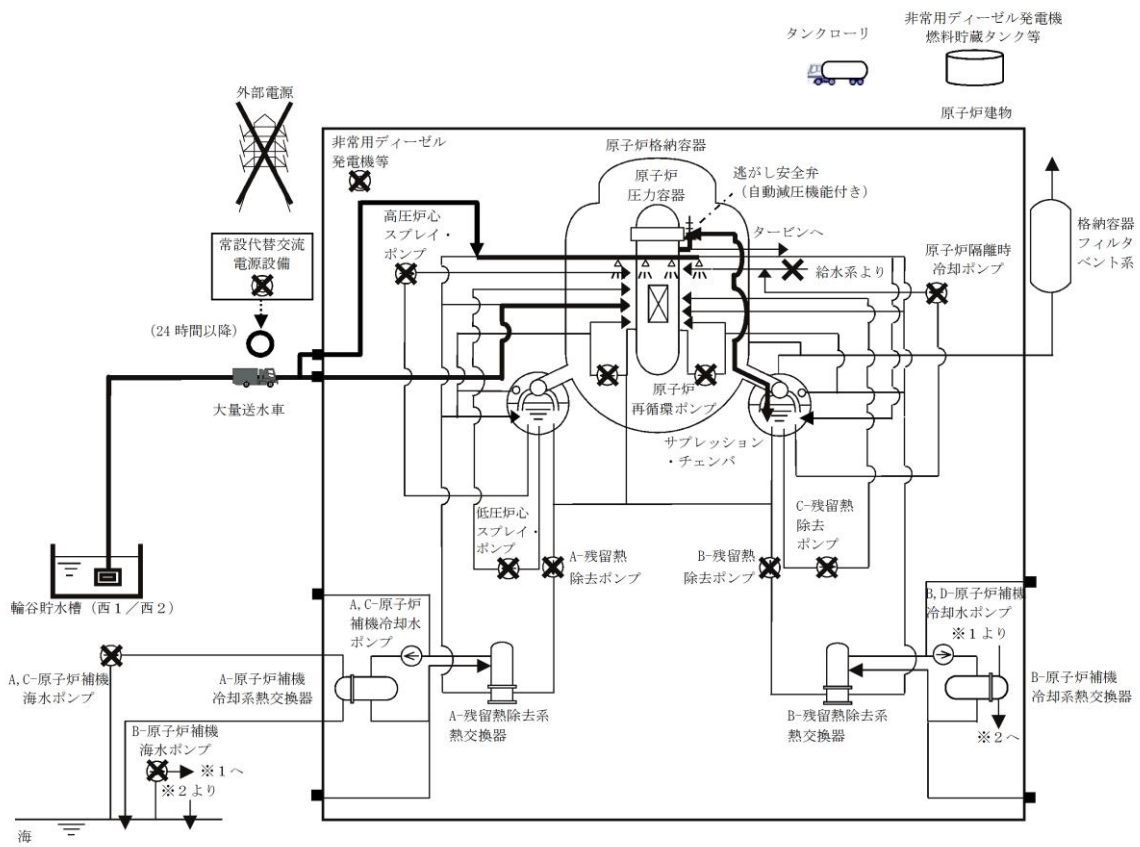 タンクローリ
非常用ディーゼル発電機
燃料貯蔵タンク等
外部電源
原子炉建物
非常用ディーゼル
発電機等
原子炉格納容器
原子炉
圧力容器
逃がし安全弁
(自動減圧機能付き)
高圧炉心
スプレイ・
ポンプ
タービンへ
常設代替交流
電源設備
給水系より
原子炉隔離時
冷却ポンプ
格納容器
フィルタ
ベント系
(24時間以降)
大量送水車
原子炉
再循環ポンプ
サプレッション
・チェンバ
低圧炉心
スプレイ・
ポンプ
A-残留熱
除去ポンプ
B-残留熱
除去ポンプ
C-残留熱
除去
ポンプ
輪谷貯水槽(西1/西2)
A,C-原子炉
補機冷却水
ポンプ
B,D-原子炉補機
冷却水ポンプ
※1より
A,C-原子炉補機
海水ポンプ
A-原子炉補機
冷却系熱交換器
A-残留熱除去系
熱交換器
B-残留熱除去系
熱交換器
B-原子炉補機
冷却系熱交換器
※2へ
B-原子炉補機
海水ポンプ
※1へ
※2より
海